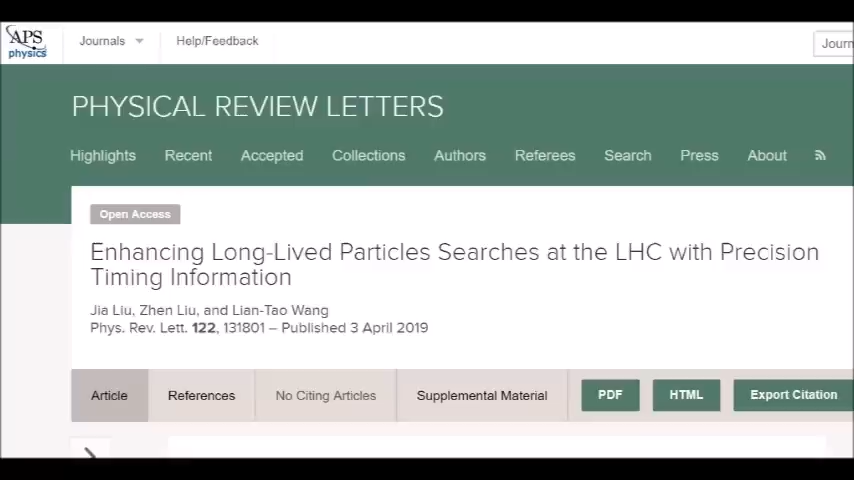 APS physics
Journals
Help/Feedback
Journ
PHYSICAL REVIEW LETTERS
Highlights Recent Accepted Collections Authors Referees Search Press About
Open Access
Enhancing Long-Lived Particles Searches at the LHC with Precision
Timing Information
Jia Liu, Zhen Liu, and Lian-Tao Wang
Phys. Rev. Lett. 122, 131801 – Published 3 April 2019
Article References No Citing Articles Supplemental Material PDF HTML Export Citation